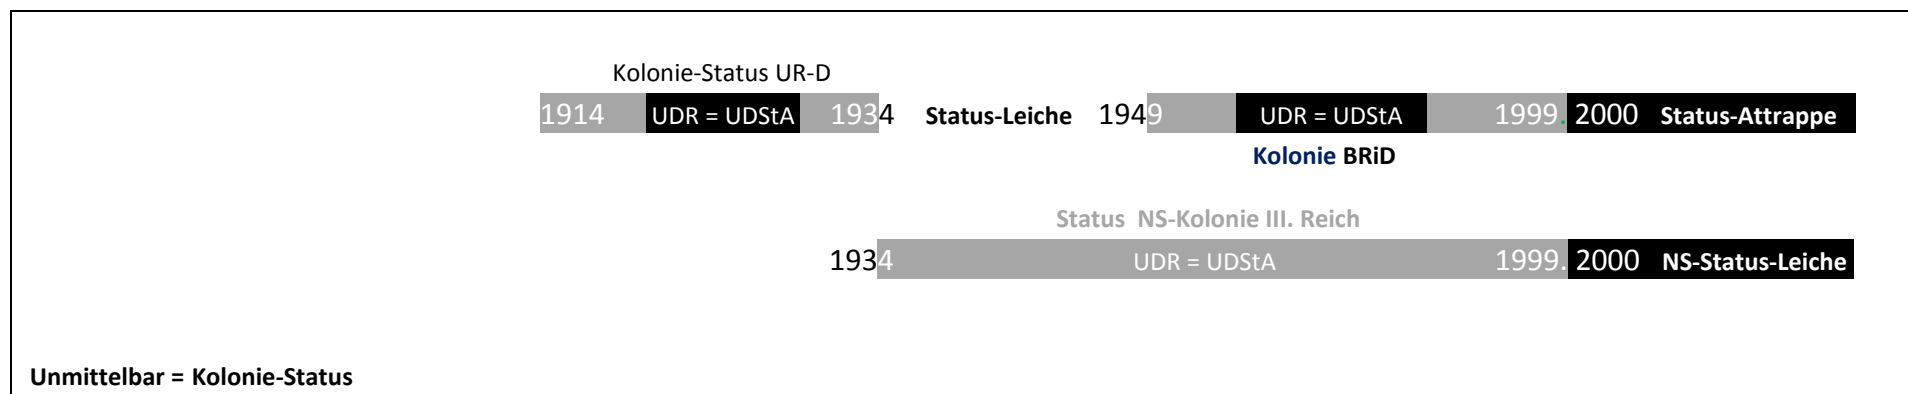 Kolonie-Status UR-D
1914 UDR = UDStA 1934 Status-Leiche 1949 UDR = UDStA 1999. 2000 Status-Attrappe
Kolonie BRiD
Status NS-Kolonie III. Reich
1934 UDR = UDStA 1999. 2000 NS-Status-Leiche
Unmittelbar = Kolonie-Status